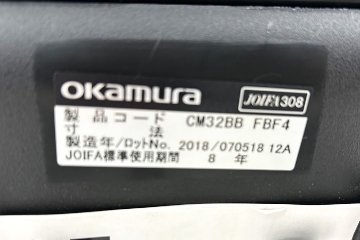 okamura JOIFA308
製品コード CM32BB FBF4
寸法
製造年/ロットNo. 2018/070518 12A
JOIFA標準使用期間 8 年